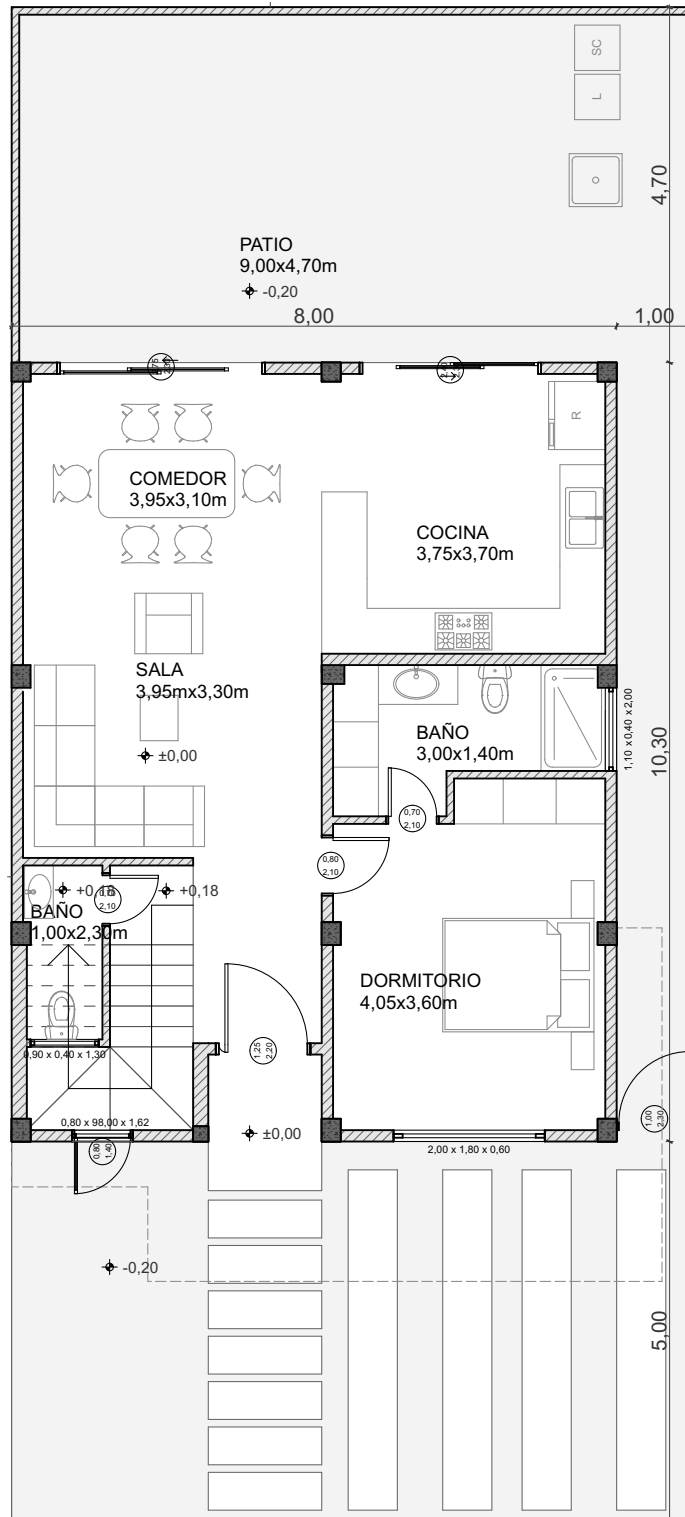 SC
L
4,70
PATIO
9,00x4,70m
-0,20
8,00
1,00
R
COMEDOR
3,95x3,10m
COCINA
3,75x3,70m
SALA
3,95mx3,30m
±0,00
BAÑO
3,00x1,40m
1,10 x 0,40 x 2,00
10,30
0,70
2,10
0,80
2,10
+0,18
+0,18
2,10
BAÑO
1,00x2,30m
DORMITORIO
4,05x3,60m
0,90 x 0,40 x 1,30
1,25
2,20
0,80 x 98,00 x 1,62
±0,00
1,00
2,30
0,80
1,40
2,00 x 1,80 x 0,60
-0,20
5,00